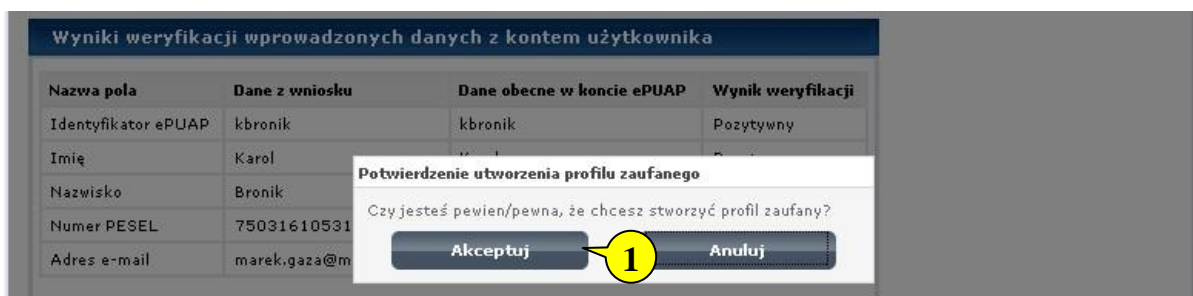 Wyniki weryfikacji wprowadzonych danych z kontem użytkownika
Nazwa pola Dane z wniosku Dane obecne w koncie ePUAP Wynik weryfikacji
Identyfikator ePUAP kbronik kbronik Pozytywny
Imię Karol
Potwierdzenie utworzenia profilu zaufanego
Nazwisko Bronik
Czy jesteś pewien/pewna, że chcesz stworzyć profil zaufany?
Numer PESEL 75031610531
Akceptuj 1 Anuluj
Adres e-mail marek.gaza@m